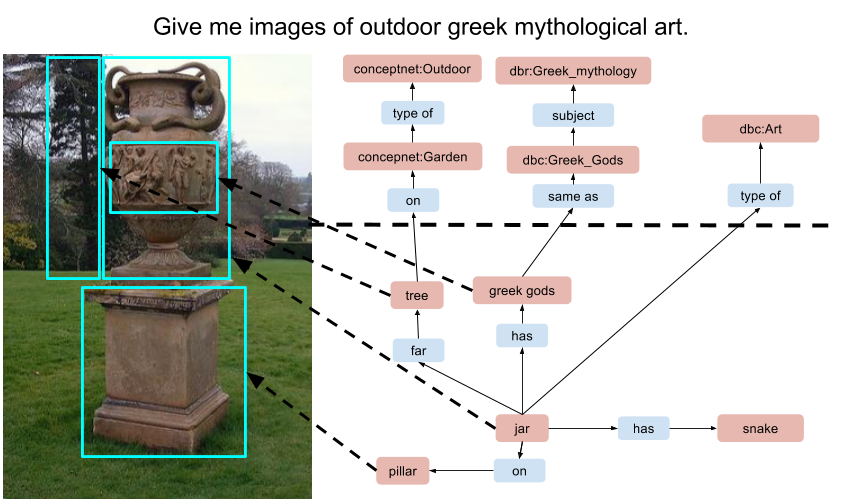 Give me images of outdoor greek mythological art.
conceptnet:Outdoor
dbr:Greek_mythology
type of
subject
dbc:Art
conceptnet:Garden
dbc:Greek_Gods
on
same as
type of
tree
greek gods
far
has
jar
has
snake
pillar
on